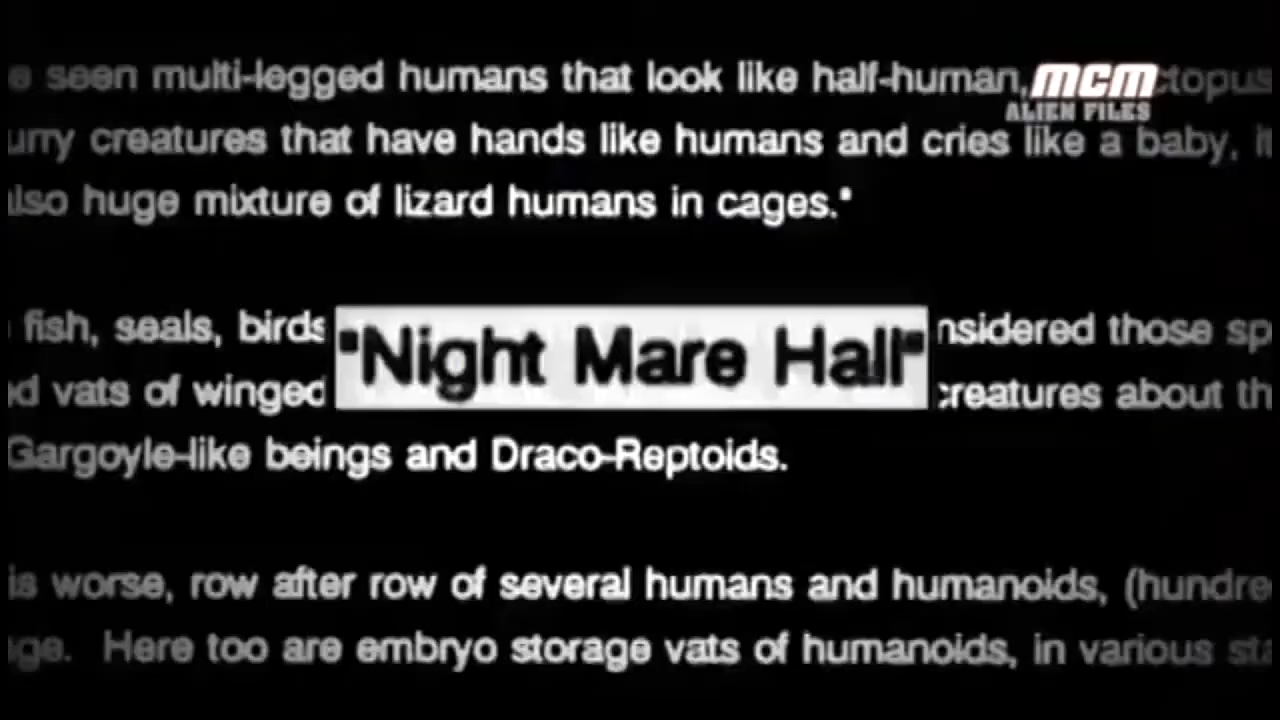 seen multi-legged humans that look like half-human,
MCM
ALIEN FILES
creatures that have hands like humans and cries like a baby,
huge mixture of lizard humans in cages."
fish, seals, birds
"Night Mare Hall"
those
vats of winged
creatures about
Gargoyle-like beings and Draco-Reptoids.
is worse, row after row of several humans and humanoids,
Here too are embryo storage vats of humanoids, in various